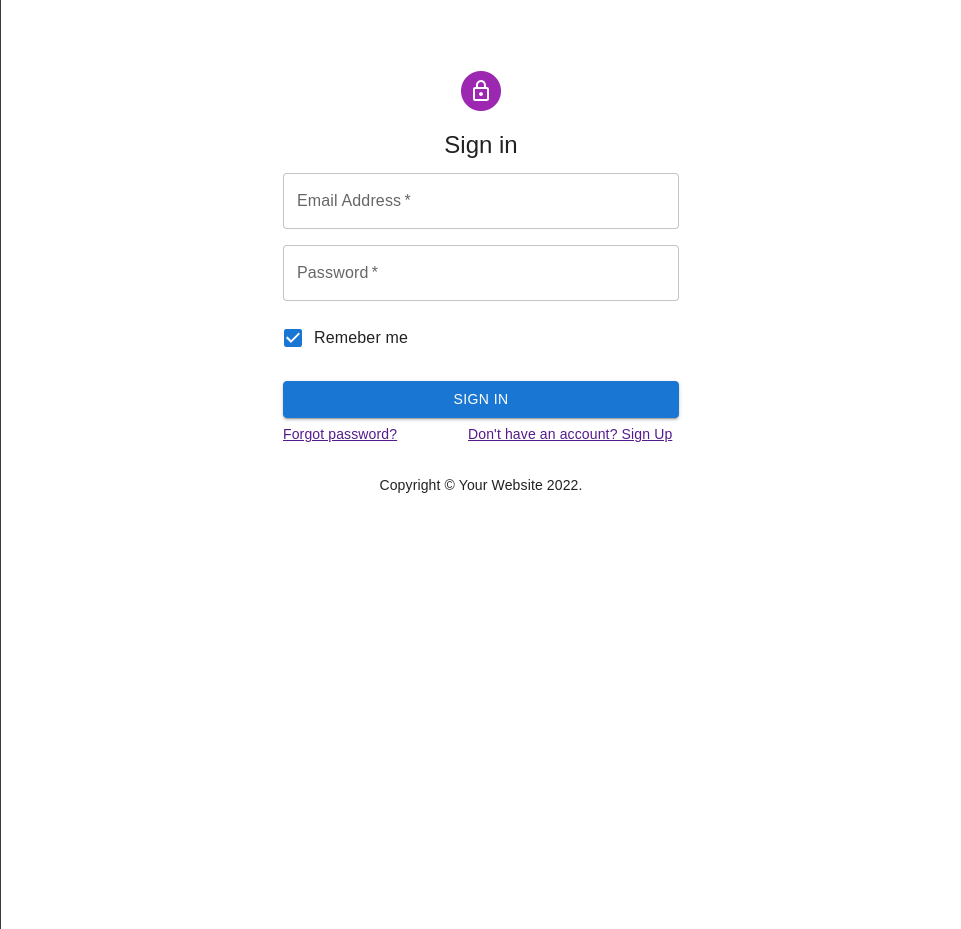 Sign in
Email Address *
Password *
Remeber me
SIGN IN
Forgot password? Don't have an account? Sign Up
Copyright © Your Website 2022.